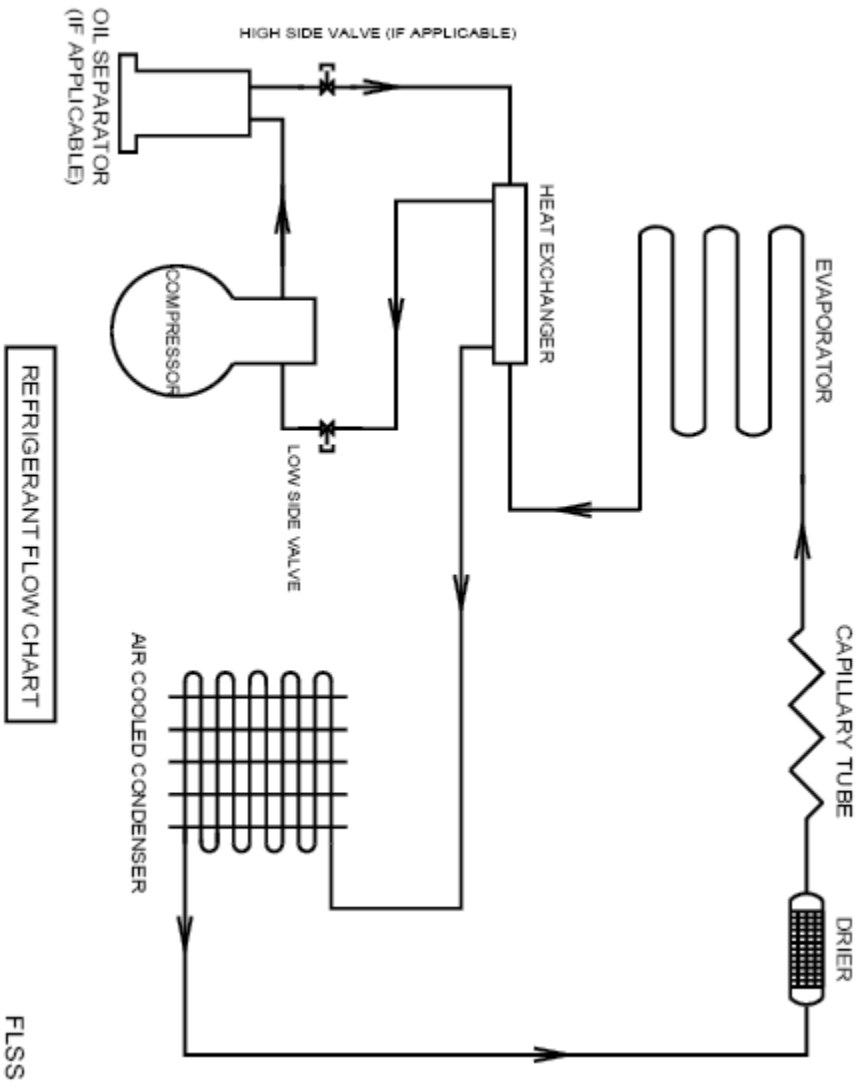 HIGH SIDE VALVE (IF APPLICABLE)
OIL SEPARATOR
(IF APPLICABLE)
HEAT EXCHANGER
EVAPORATOR
COMPRESSOR
LOW SIDE VALVE
CAPILLARY TUBE
AIR COOLED CONDENSER
DRIER
REFRIGERANT FLOW CHART
FLSS